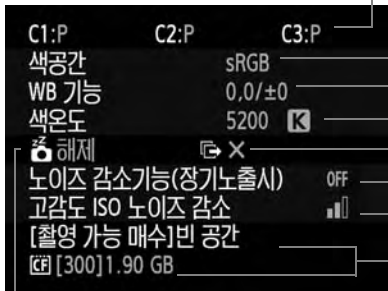 C1:P C2:P C3:P
색공간 sRGB
WB 기능 0,0/±0
색온도 5200 K
zz 해제 ×
노이즈 감소기능(장기노출시) OFF
고감도 ISO 노이즈 감소
[촬영 가능 매수]빈 공간
CF [300]1.90 GB